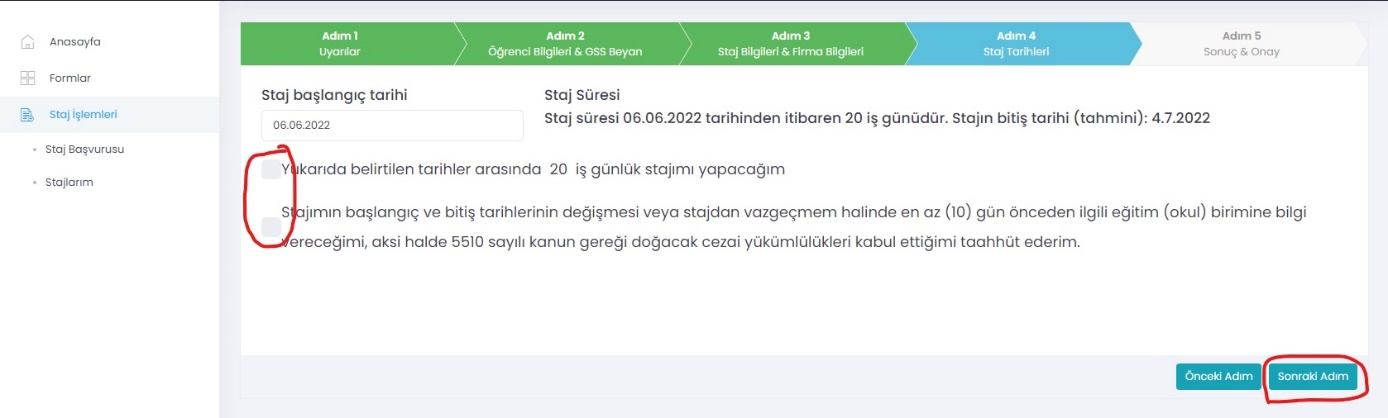 Anasayfa
Formlar
Staj İşlemleri
Staj Başvurusu
Stajlarım
Adım 1
Uyarılar
Adım 2
Öğrenci Bilgileri & GSS Beyan
Adım 3
Staj Bilgileri & Firma Bilgileri
Adım 4
Staj Tarihleri
Adım 5
Sonuç & Onay
Staj başlangıç tarihi
06.06.2022
Staj Süresi
Staj süresi 06.06.2022 tarihinden itibaren 20 iş günüdür. Stajın bitiş tarihi (tahmini): 4.7.2022
Yukarıda belirtilen tarihler arasında 20 iş günlük stajımı yapacağım
Stajımın başlangıç ve bitiş tarihlerinin değişmesi veya stajdan vazgeçmem halinde en az (10) gün önceden ilgili eğitim (okul) birimine bilgi
vereceğimi, aksi halde 5510 sayılı kanun gereği doğacak cezai yükümlülükleri kabul ettiğimi taahhüt ederim.
Önceki Adım
Sonraki Adım